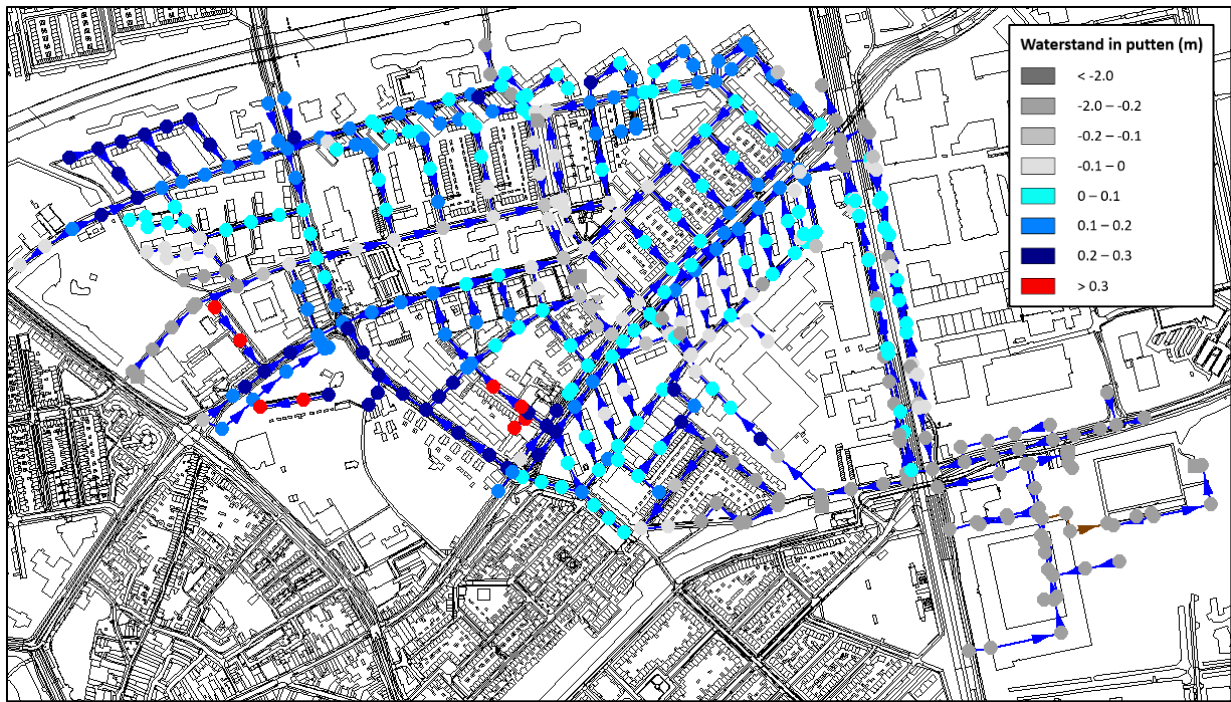 Waterstand in putten (m)
< -2.0
-2.0 – -0.2
-0.2 – -0.1
-0.1 – 0
0 – 0.1
0.1 – 0.2
0.2 – 0.3
> 0.3